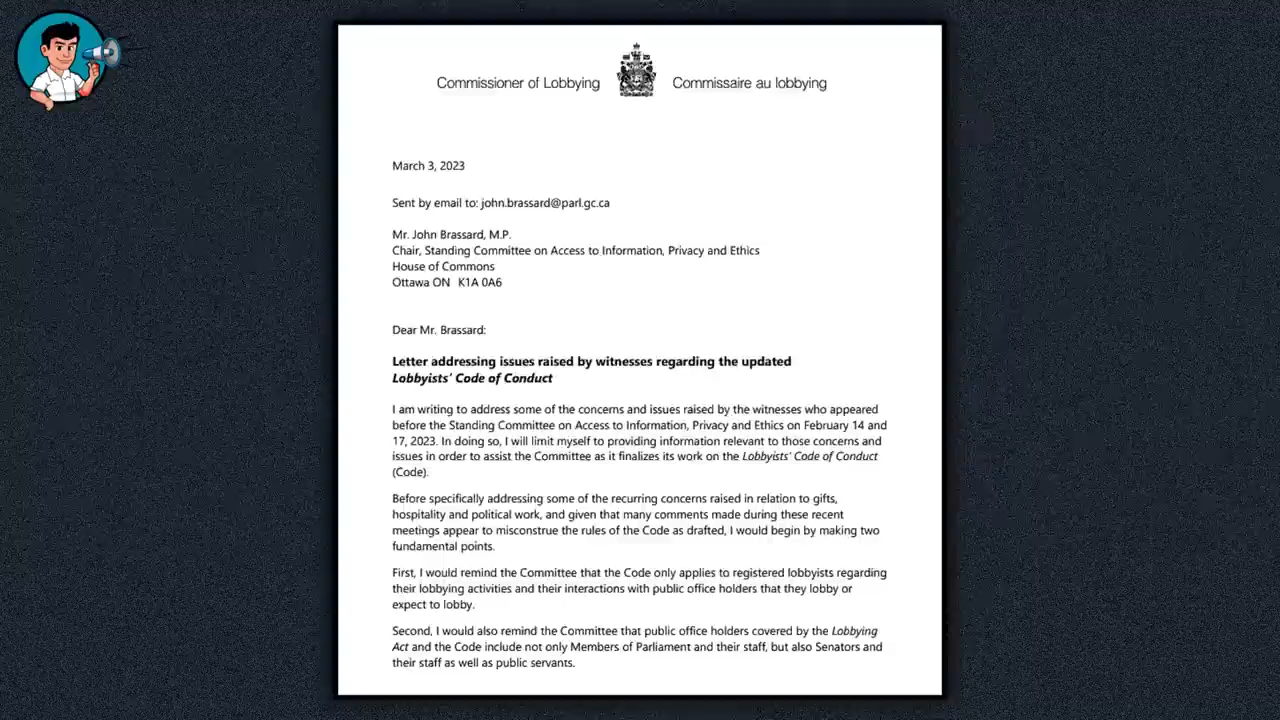 Commissioner of Lobbying Commissaire au lobbying
March 3, 2023
Sent by email to: john.brassard@parl.gc.ca
Mr. John Brassard, M.P.
Chair, Standing Committee on Access to Information, Privacy and Ethics
House of Commons
Ottawa ON K1A 0A6
Dear Mr. Brassard:
Letter addressing issues raised by witnesses regarding the updated
Lobbyists' Code of Conduct
I am writing to address some of the concerns and issues raised by the witnesses who appeared
before the Standing Committee on Access to Information, Privacy and Ethics on February 14 and
17, 2023. In doing so, I will limit myself to providing information relevant to those concerns and
issues in order to assist the Committee as it finalizes its work on the Lobbyists' Code of Conduct
(Code).
Before specifically addressing some of the recurring concerns raised in relation to gifts,
hospitality and political work, and given that many comments made during these recent
meetings appear to misconstrue the rules of the Code as drafted, I would begin by making two
fundamental points.
First, I would remind the Committee that the Code only applies to registered lobbyists regarding
their lobbying activities and their interactions with public office holders that they lobby or
expect to lobby.
Second, I would also remind the Committee that public office holders covered by the Lobbying
Act and the Code include not only Members of Parliament and their staff, but also Senators and
their staff as well as public servants.